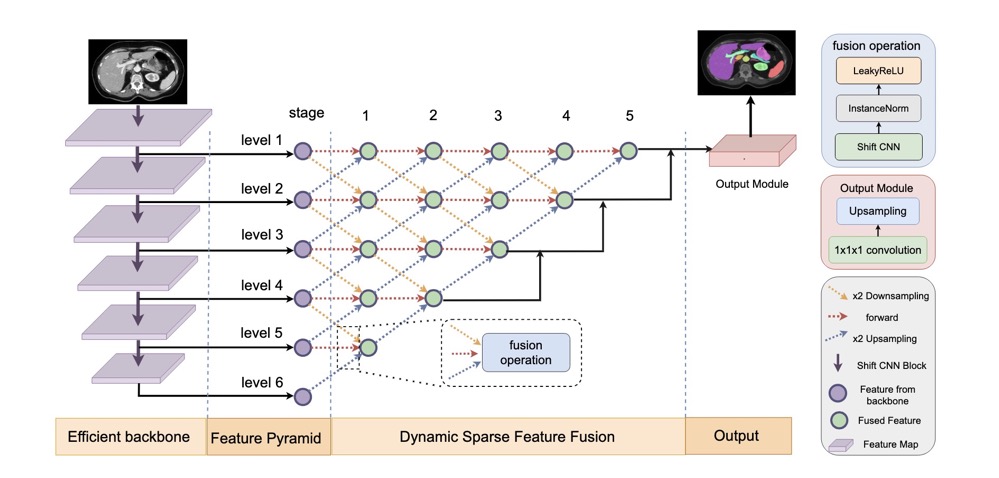 stage
1
2
3
4
5
level 1
level 2
level 3
level 4
level 5
level 6
fusion
operation
Output Module
Efficient backbone
Feature Pyramid
Dynamic Sparse Feature Fusion
Output
fusion operation
LeakyReLU
InstanceNorm
Shift CNN
Output Module
Upsampling
1x1x1 convolution
x2 Downsampling
forward
x2 Upsampling
Shift CNN Block
Feature from
backbone
Fused Feature
Feature Map